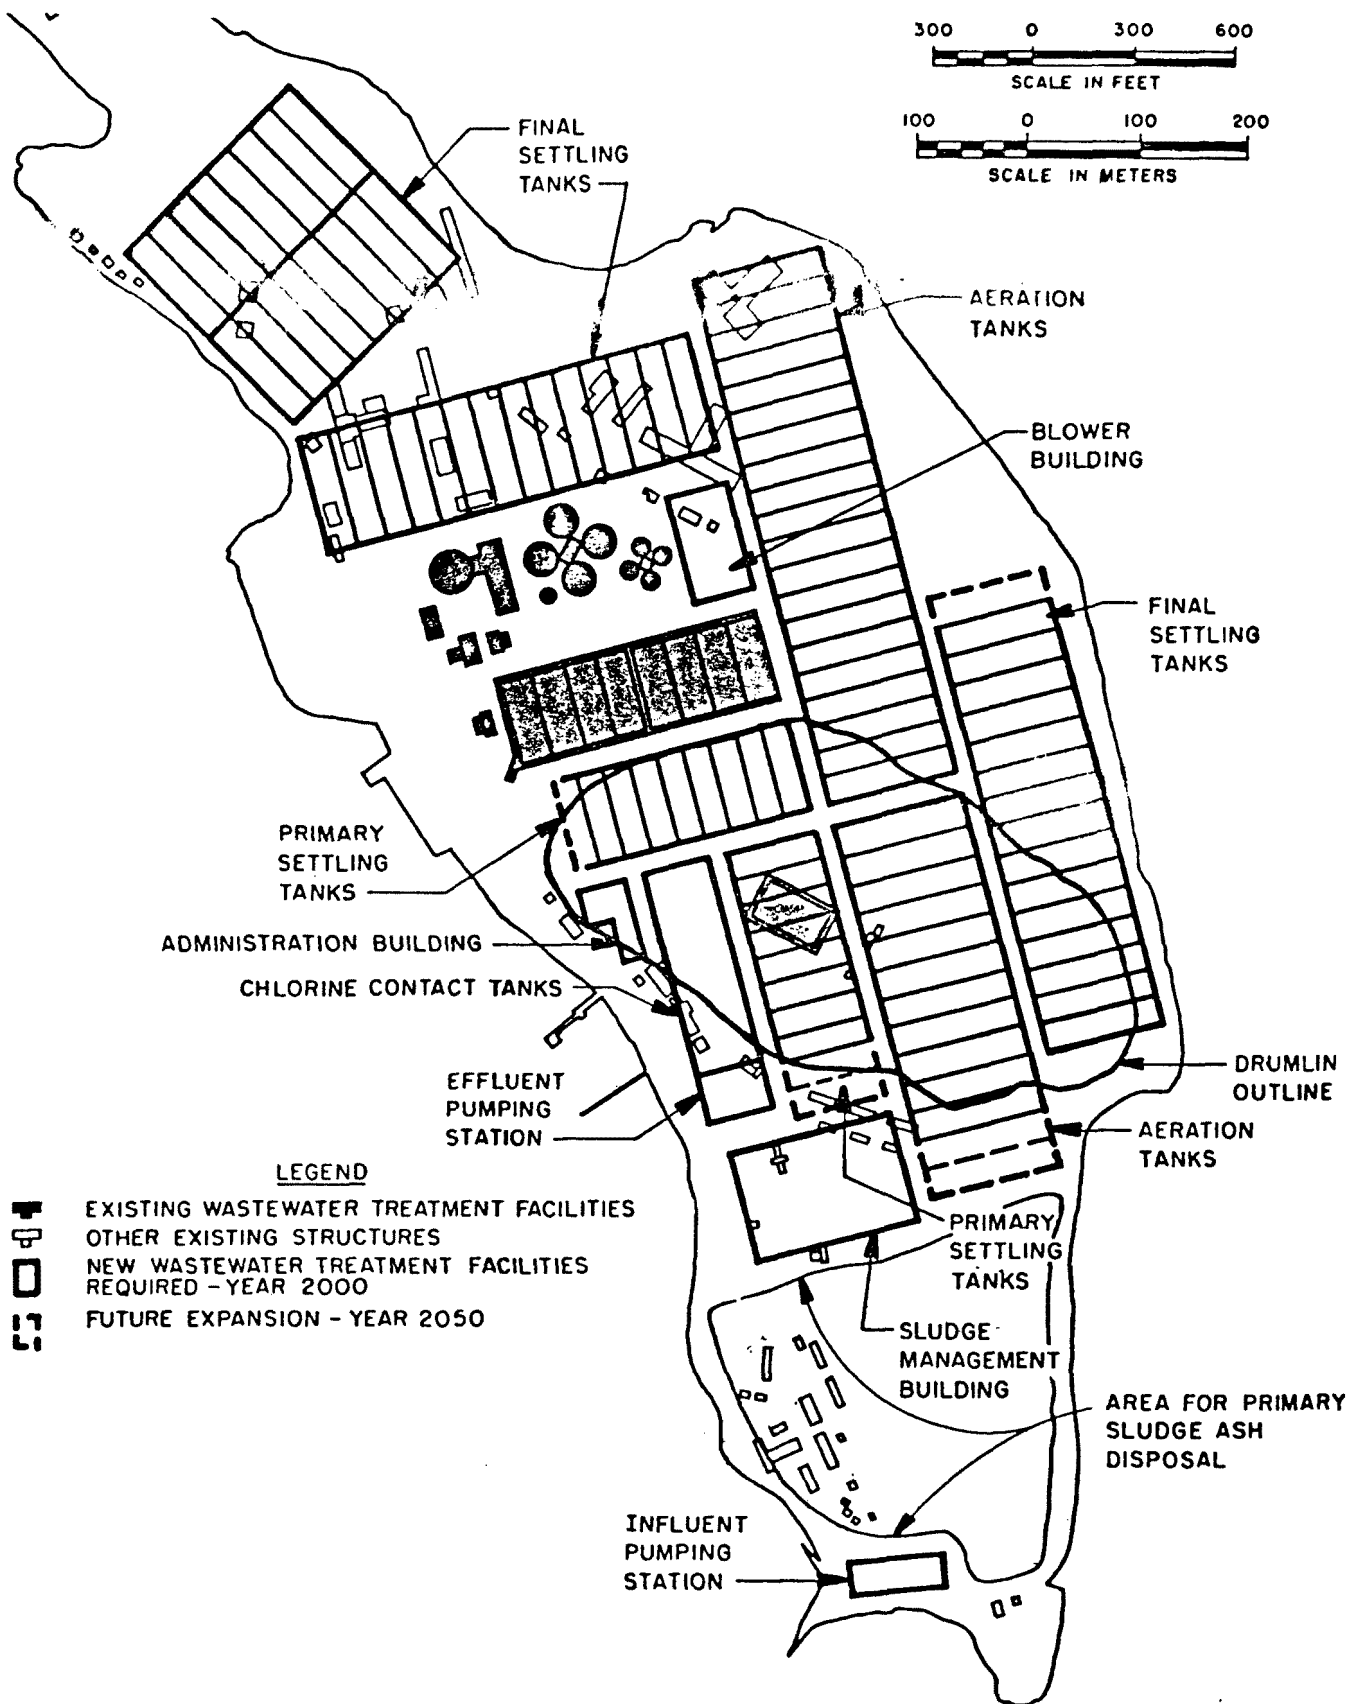 300 0 300 600
SCALE IN FEET
100 0 100 200
SCALE IN METERS
FINAL
SETTLING
TANKS
AERATION
TANKS
BLOWER
BUILDING
FINAL
SETTLING
TANKS
PRIMARY
SETTLING
TANKS
ADMINISTRATION BUILDING
CHLORINE CONTACT TANKS
EFFLUENT
PUMPING
STATION
DRUMLIN
OUTLINE
AERATION
TANKS
LEGEND
EXISTING WASTEWATER TREATMENT FACILITIES
OTHER EXISTING STRUCTURES
NEW WASTEWATER TREATMENT FACILITIES
REQUIRED - YEAR 2000
FUTURE EXPANSION - YEAR 2050
PRIMARY
SETTLING
TANKS
SLUDGE
MANAGEMENT
BUILDING
AREA FOR PRIMARY
SLUDGE ASH
DISPOSAL
INFLUENT
PUMPING
STATION